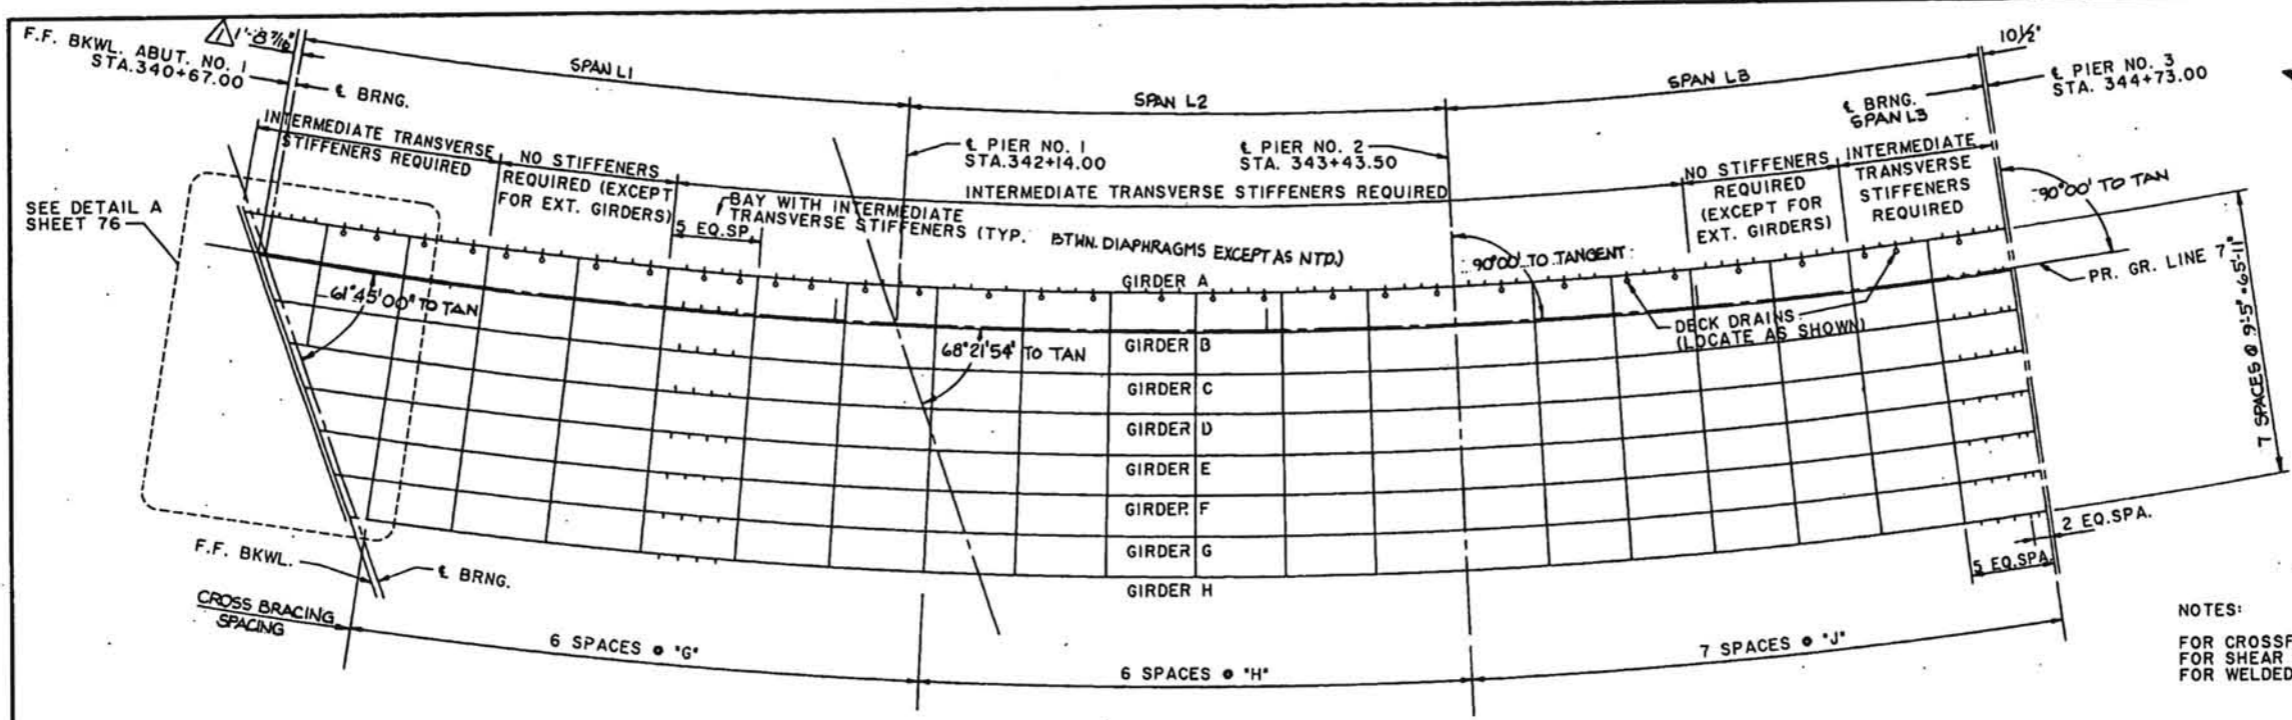 F.F. BKWL. ABUT. NO. 1
STA.340+67.00
1
1'-8 7/16"
℄ BRNG.
SPAN L1
SPAN L2
SPAN L3
10½"
℄ PIER NO. 3
STA. 344+73.00
℄ BRNG.
SPAN L3
INTERMEDIATE TRANSVERSE
STIFFENERS REQUIRED
NO STIFFENERS
REQUIRED (EXCEPT
FOR EXT. GIRDERS)
℄ PIER NO. 1
STA.342+14.00
℄ PIER NO. 2
STA. 343+43.50
INTERMEDIATE TRANSVERSE STIFFENERS REQUIRED
NO STIFFENERS
REQUIRED
(EXCEPT FOR
EXT. GIRDERS)
INTERMEDIATE
TRANSVERSE
STIFFENERS
REQUIRED
90°00' TO TAN
SEE DETAIL A
SHEET 76
5 EQ.SP.
BAY WITH INTERMEDIATE
TRANSVERSE STIFFENERS (TYP. BTWN. DIAPHRAGMS EXCEPT AS NTD.)
90°00' TO TANGENT
PR. GR. LINE 7"
61°45'00" TO TAN
68°21'54" TO TAN
DECK DRAINS
(LOCATE AS SHOWN)
7 SPACES @ 9'-5" = 65'-11"
GIRDER A
GIRDER B
GIRDER C
GIRDER D
GIRDER E
GIRDER F
GIRDER G
GIRDER H
2 EQ.SPA.
5 EQ.SPA.
F.F. BKWL.
℄ BRNG.
CROSS BRACING
SPACING
6 SPACES @ "G"
6 SPACES @ "H"
7 SPACES @ "J"
NOTES:
FOR
FOR SHEAR
FOR WELDED